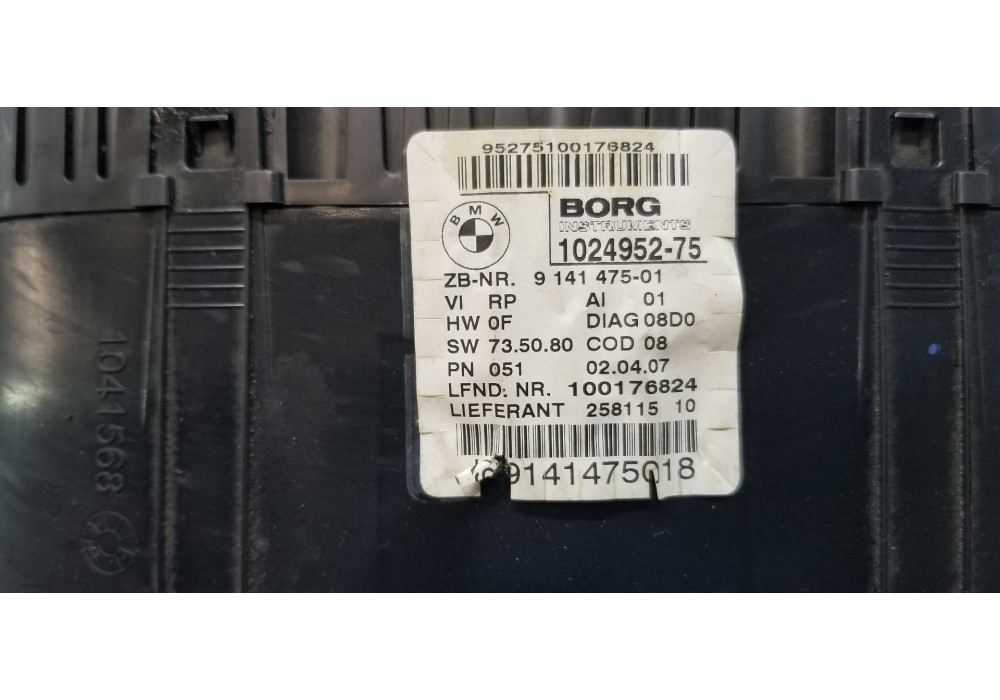 95275100176824
BMW
BORG
INSTRUMENTS
1024952-75
ZB-NR. 9 141 475-01
VI RP AI 01
HW 0F DIAG 08D0
SW 73.50.80 COD 08
PN 051 02.04.07
LFND. NR. 100176824
LIEFERANT 258115 10
9141475018
1041568